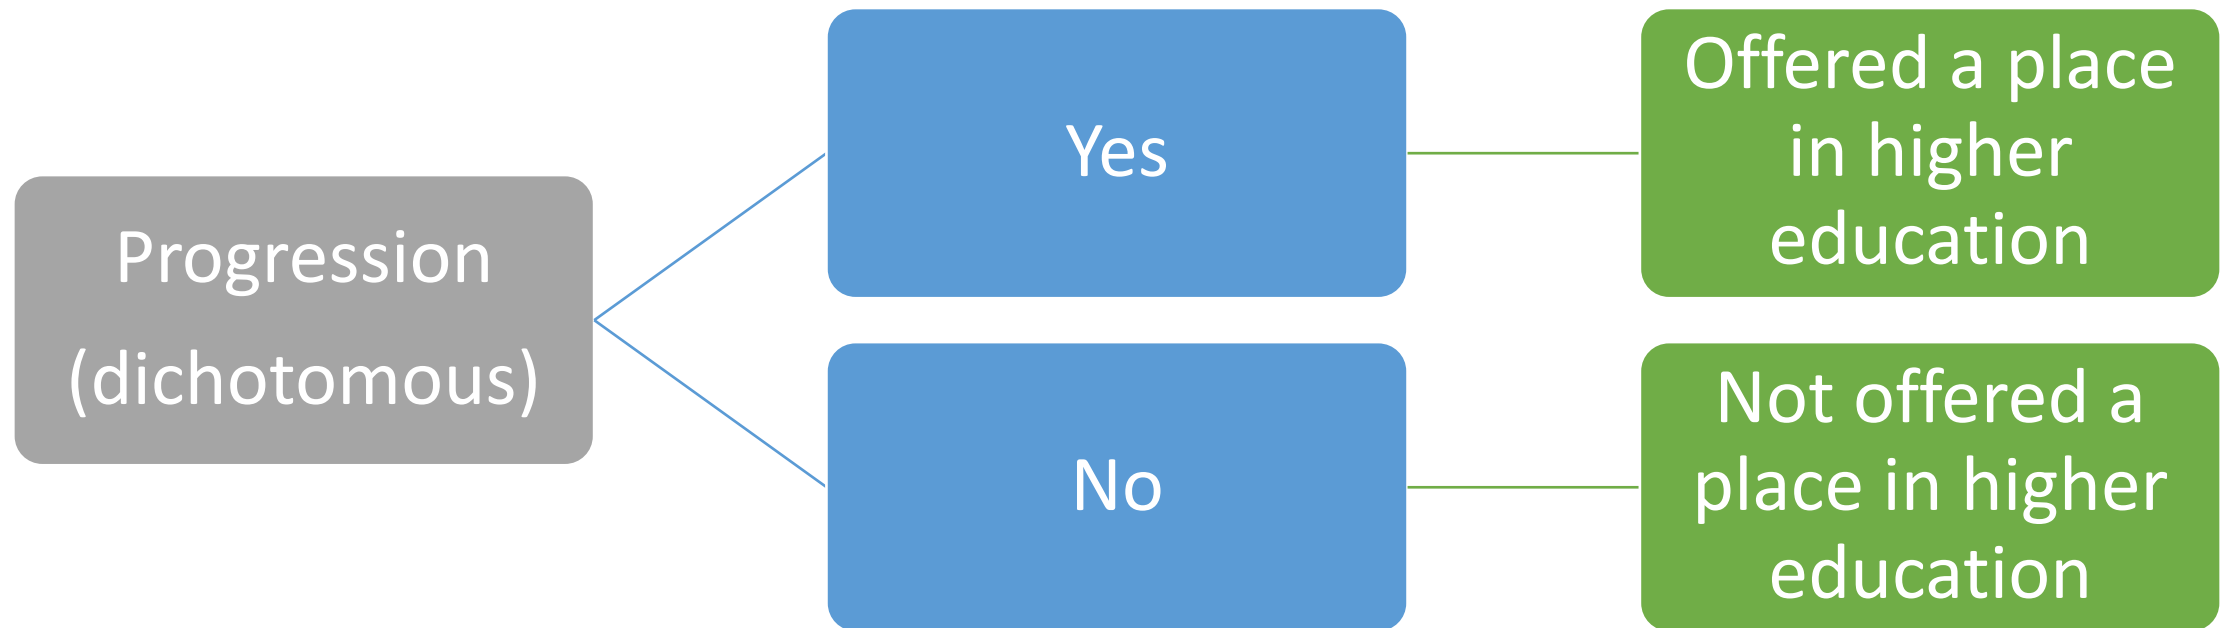 Progression
(dichotomous)
Yes
Offered a place
in higher
education
No
Not offered a
place in higher
education